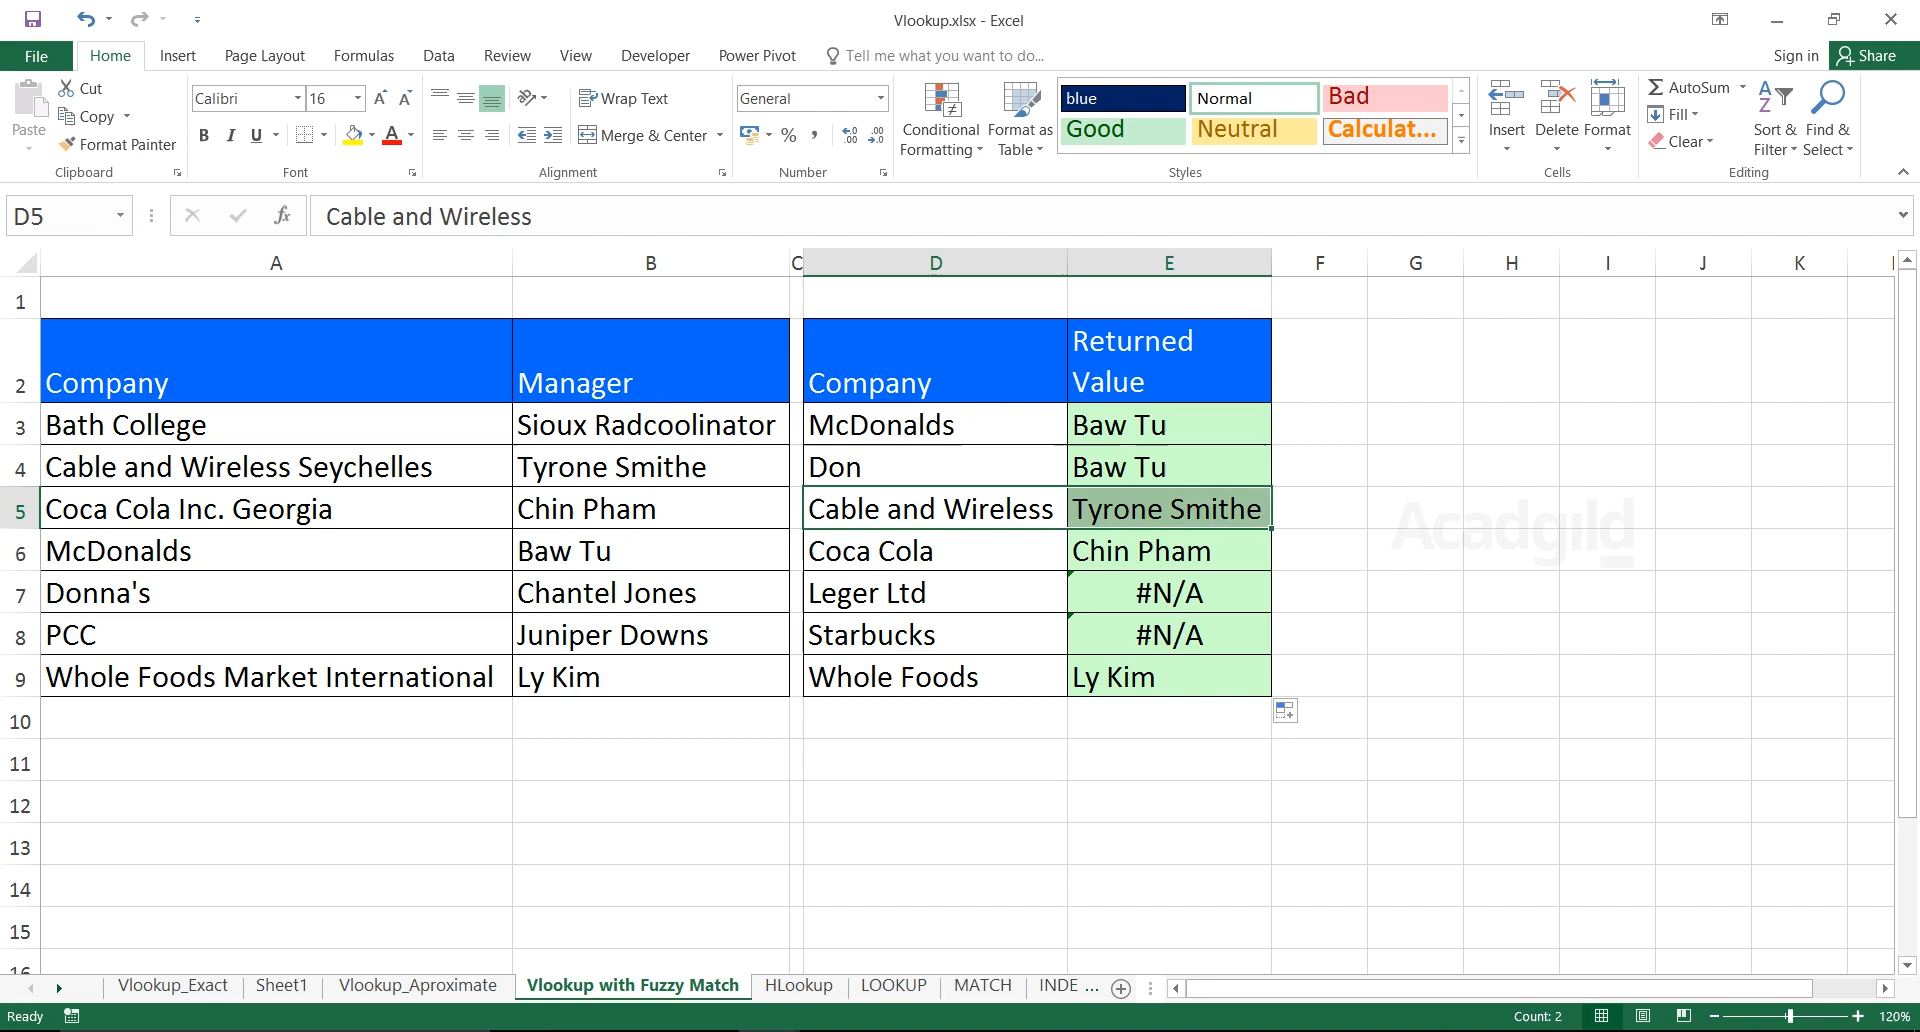 Vlookup.xlsx - Excel
File Home Insert Page Layout Formulas Data Review View Developer Power Pivot Tell me what you want to do... Sign in Share
Paste
Cut
Copy
Format Painter
Clipboard
Calibri 16
B I U A
Font
Wrap Text
Merge & Center
Alignment
General
%
Number
Conditional
Formatting
Format as
Table
blue Normal Bad
Good Neutral Calculat...
Styles
Insert Delete Format
Cells
AutoSum
Fill
Clear
Sort &
Filter
Find &
Select
Editing
D5 fx Cable and Wireless
A B C D E F G H I J K
1
2 Company Manager Company Returned
Value
3 Bath College Sioux Radcoolinator McDonalds Baw Tu
4 Cable and Wireless Seychelles Tyrone Smithe Don Baw Tu
5 Coca Cola Inc. Georgia Chin Pham Cable and Wireless Tyrone Smithe
6 McDonalds Baw Tu Coca Cola Chin Pham
7 Donna's Chantel Jones Leger Ltd #N/A
8 PCC Juniper Downs Starbucks #N/A
9 Whole Foods Market International Ly Kim Whole Foods Ly Kim
Acadgild
10
11
12
13
14
15
16
Vlookup_Exact Sheet1 Vlookup_Aproximate Vlookup with Fuzzy Match HLookup LOOKUP MATCH INDE ...
Ready Count: 2 120%